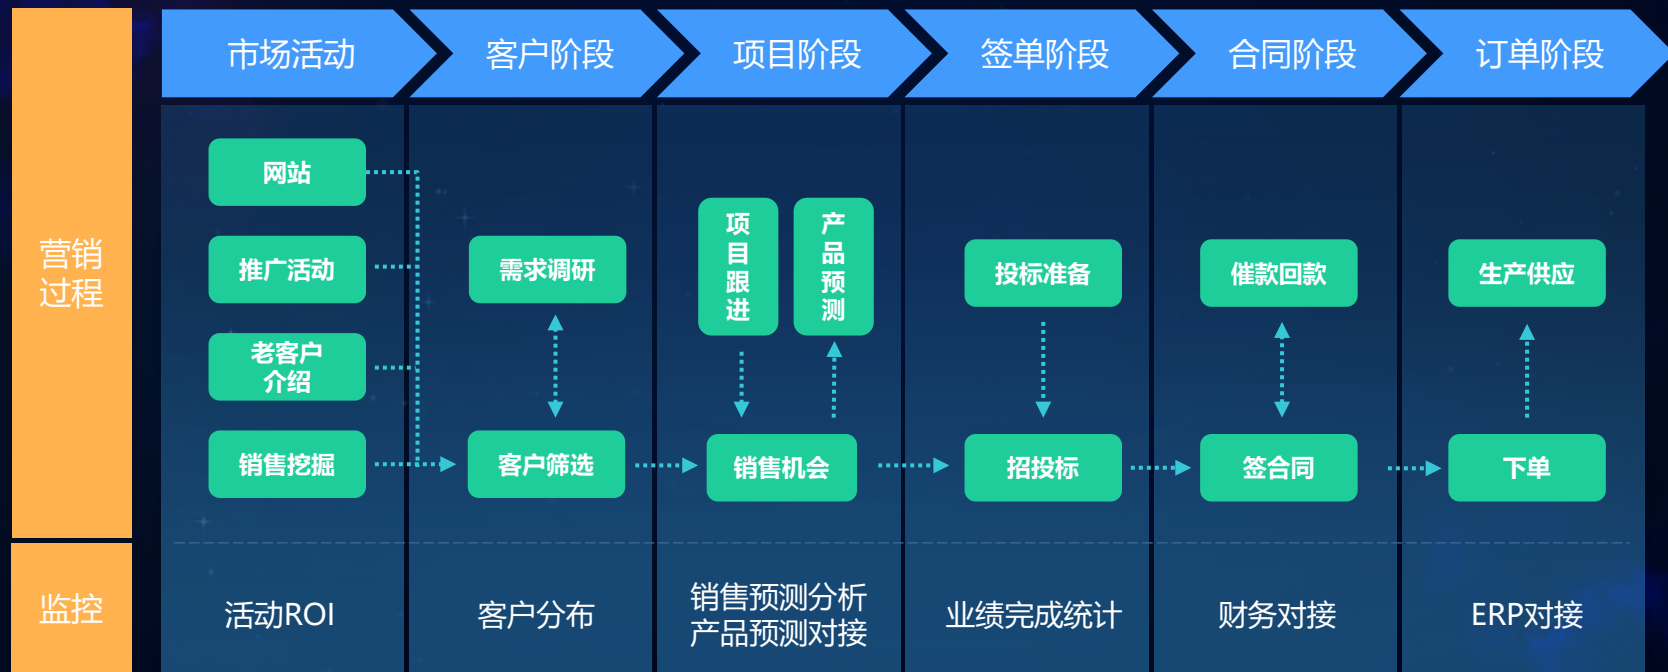 市场活动
客户阶段
项目阶段
签单阶段
合同阶段
订单阶段
营销
过程
网站
推广活动
老客户
介绍
销售挖掘
需求调研
客户筛选
项
目
跟
进
产
品
预
测
销售机会
投标准备
招投标
催款回款
签合同
生产供应
下单
监控
活动ROI
客户分布
销售预测分析
产品预测对接
业绩完成统计
财务对接
ERP对接